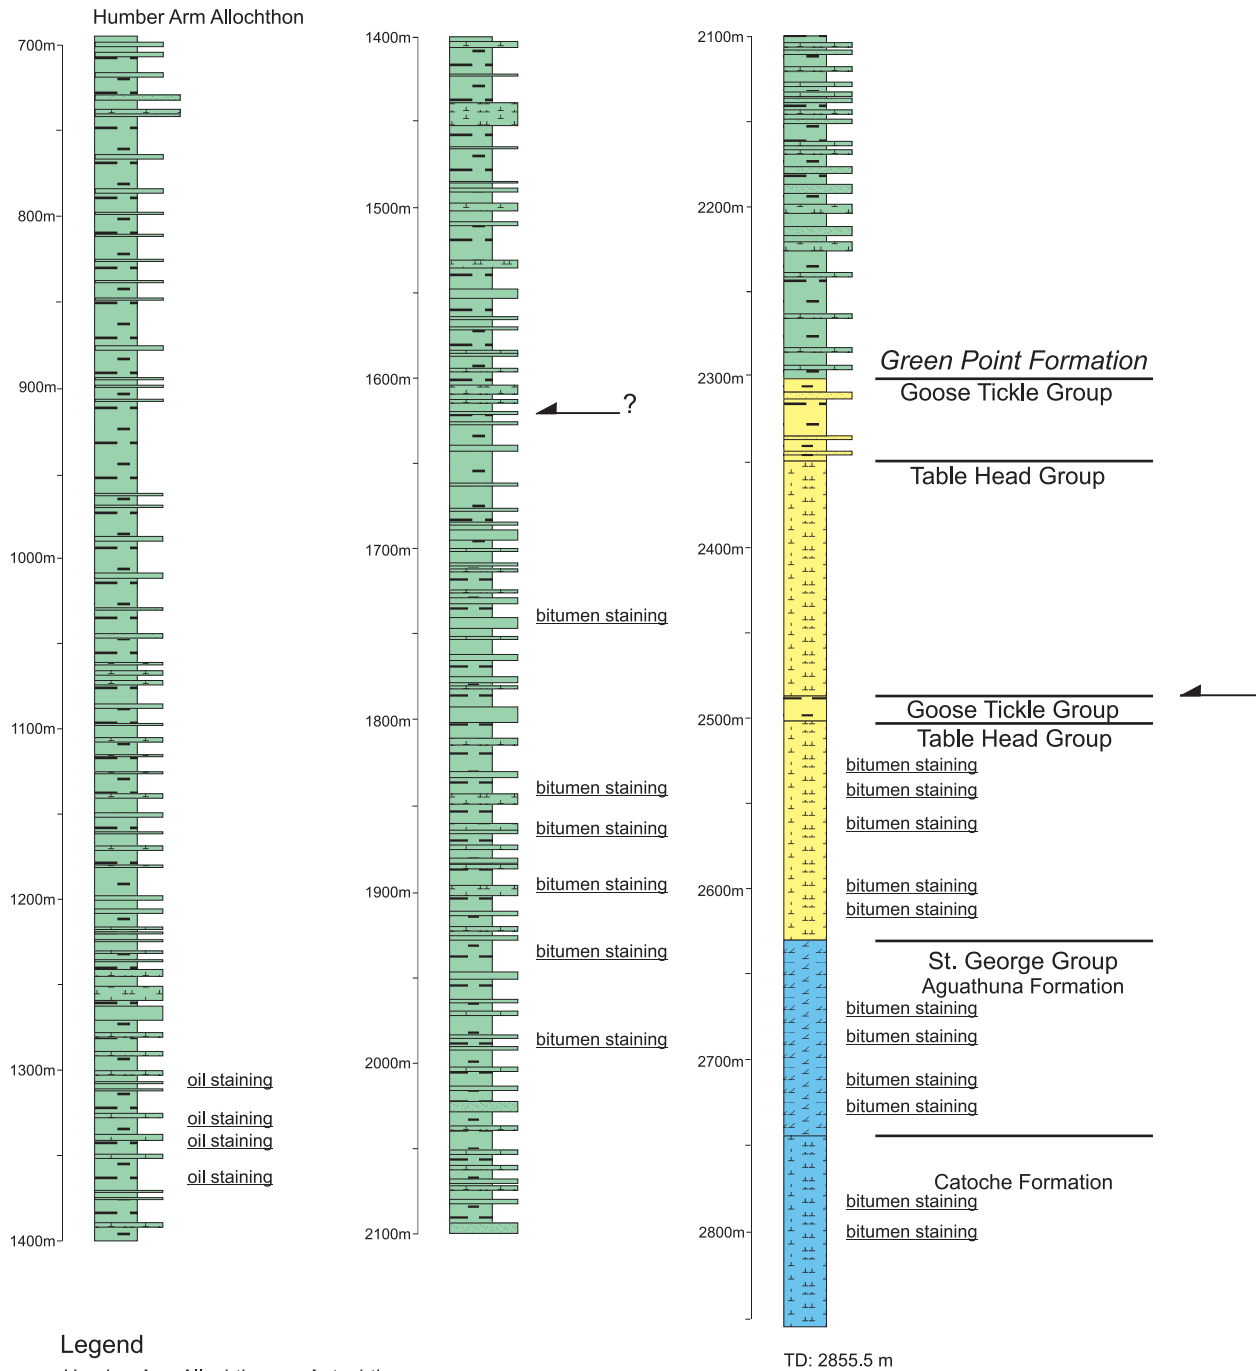 Humber Arm Allochthon
700m
800m
900m
1000m
1100m
1200m
1300m
1400m
oil staining
oil staining
oil staining
oil staining
1400m
1500m
1600m
1700m
1800m
1900m
2000m
2100m
?
bitumen staining
bitumen staining
bitumen staining
bitumen staining
bitumen staining
bitumen staining
2100m
2200m
2300m
2400m
2500m
2600m
2700m
2800m
Green Point Formation
Goose Tickle Group
Table Head Group
Goose Tickle Group
Table Head Group
bitumen staining
bitumen staining
bitumen staining
bitumen staining
bitumen staining
St. George Group
Aguathuna Formation
bitumen staining
bitumen staining
bitumen staining
bitumen staining
Catoche Formation
bitumen staining
bitumen staining
TD: 2855.5 m
Legend